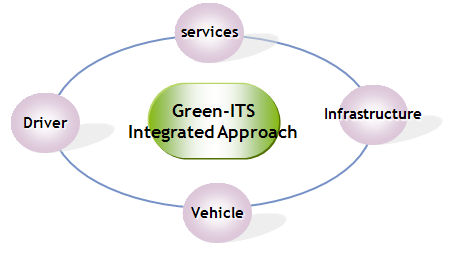 services
Green-ITS
Integrated Approach
Infrastructure
Driver
Vehicle